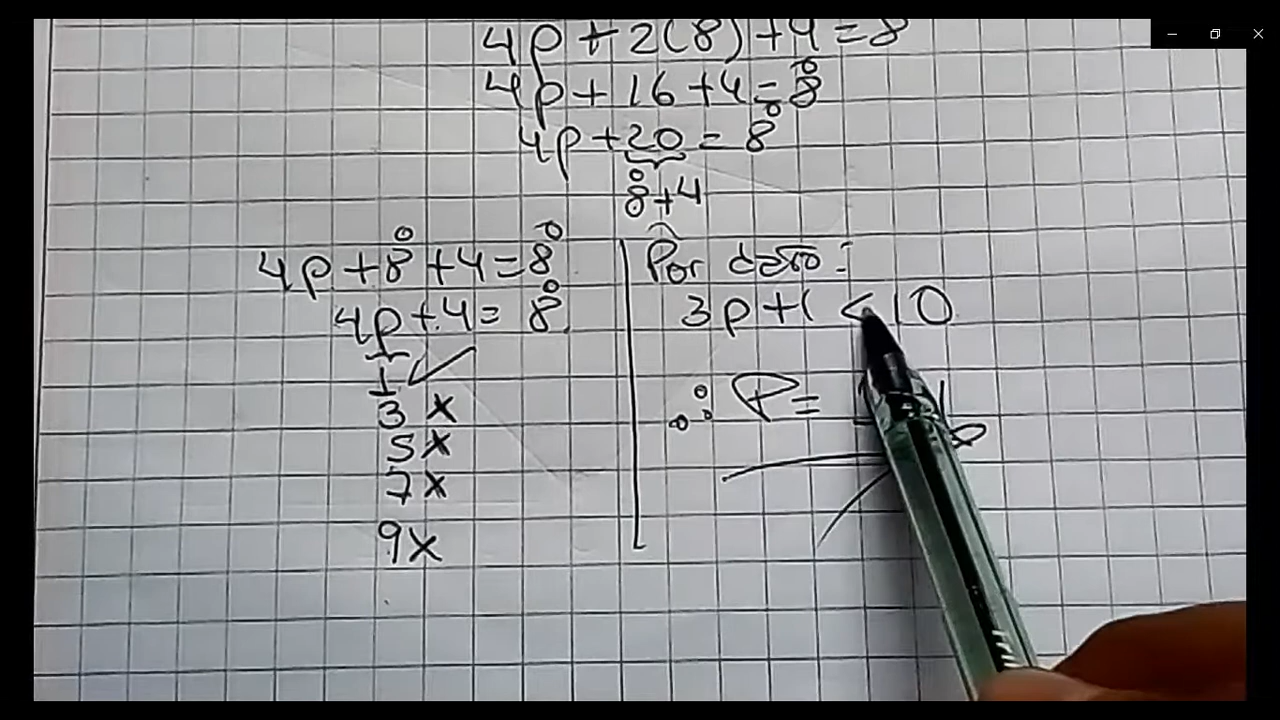 4p + 2(8) + 4 = 8
4p + 16 + 4 = 8°
4p + 20 = 8°
8° + 4
4p + 8° + 4 = 8°
4p + 4 = 8°
1 ✓
3 x
5 x
7 x
9 x
Por dato:
3p + 1 < 10
∴ P =